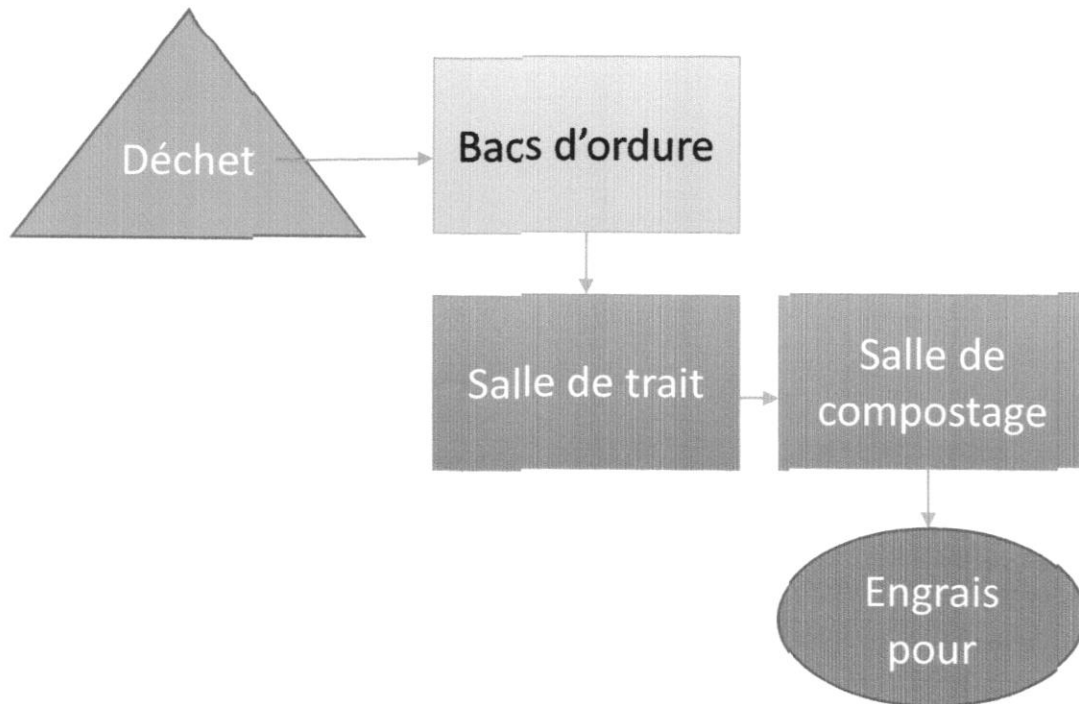 Déchet
Bacs d'ordure
Salle de trait
Salle de
compostage
Engrais
pour